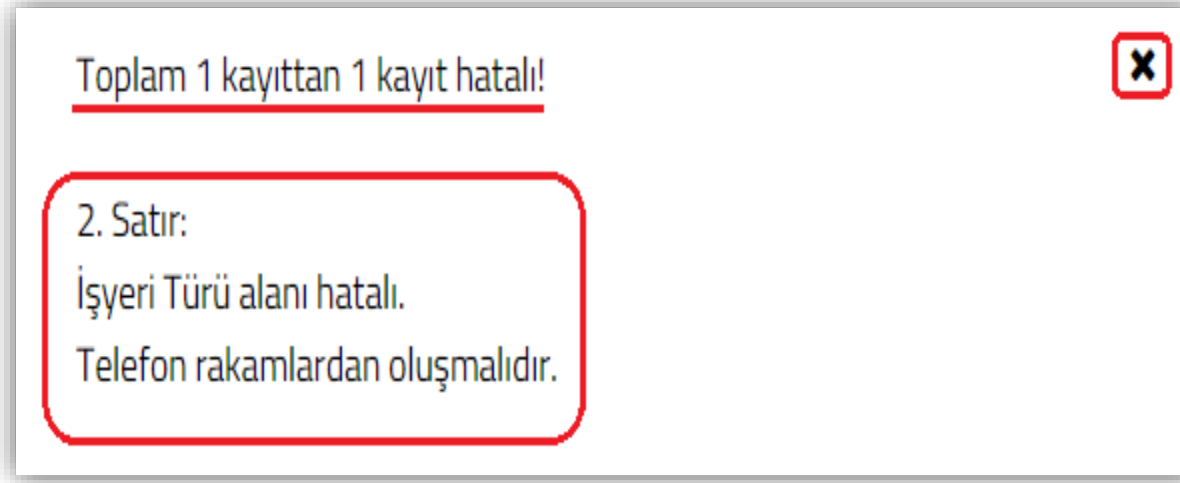 Toplam 1 kayıttan 1 kayıt hatalı!
2. Satır:
İşyeri Türü alanı hatalı.
Telefon rakamlardan oluşmalıdır.